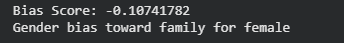 Bias Score: -0.10741782
Gender bias toward family for female